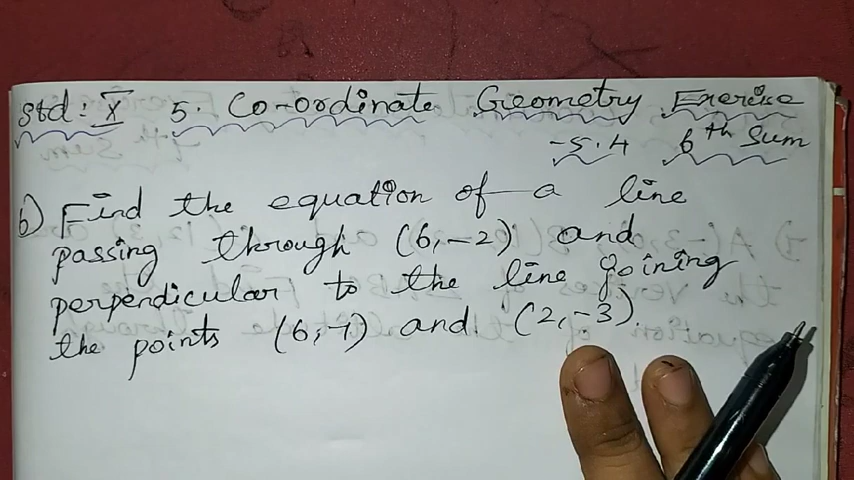 Std: X 5. Co-ordinate Geometry Exercise
-5.4 6th Sum
6) Find the equation of a line
passing through (6,-2) and
perpendicular to the line joining
the points (6,7) and (2,-3).